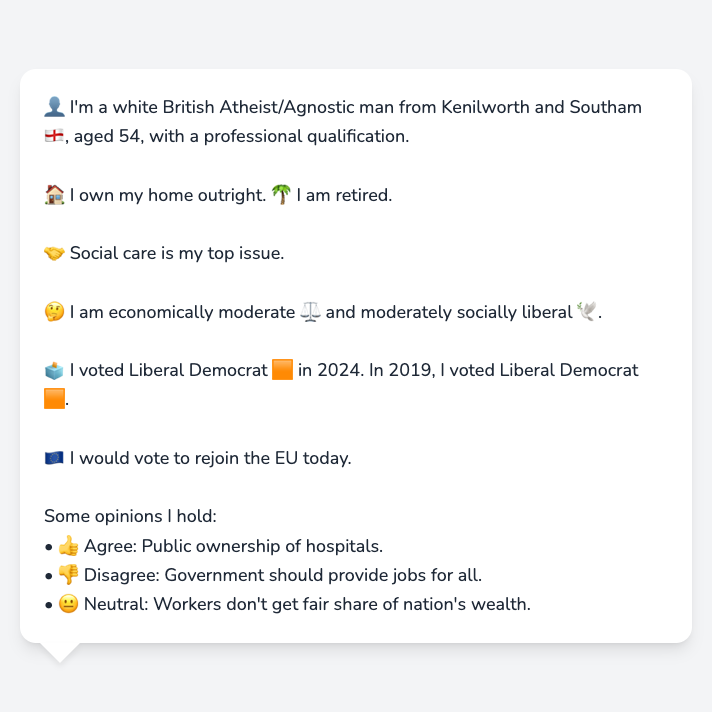 👤 I'm a white British Atheist/Agnostic man from Kenilworth and Southam
🏴󠁧󠁢󠁥󠁮󠁧󠁿, aged 54, with a professional qualification.
🏠 I own my home outright. 🌴 I am retired.
🤝 Social care is my top issue.
🤔 I am economically moderate ⚖️ and moderately socially liberal 🕊️.
🗳️ I voted Liberal Democrat 🟧 in 2024. In 2019, I voted Liberal Democrat
🟧.
🇪🇺 I would vote to rejoin the EU today.
Some opinions I hold:
• 👍 Agree: Public ownership of hospitals.
• 👎 Disagree: Government should provide jobs for all.
• 😐 Neutral: Workers don't get fair share of nation's wealth.